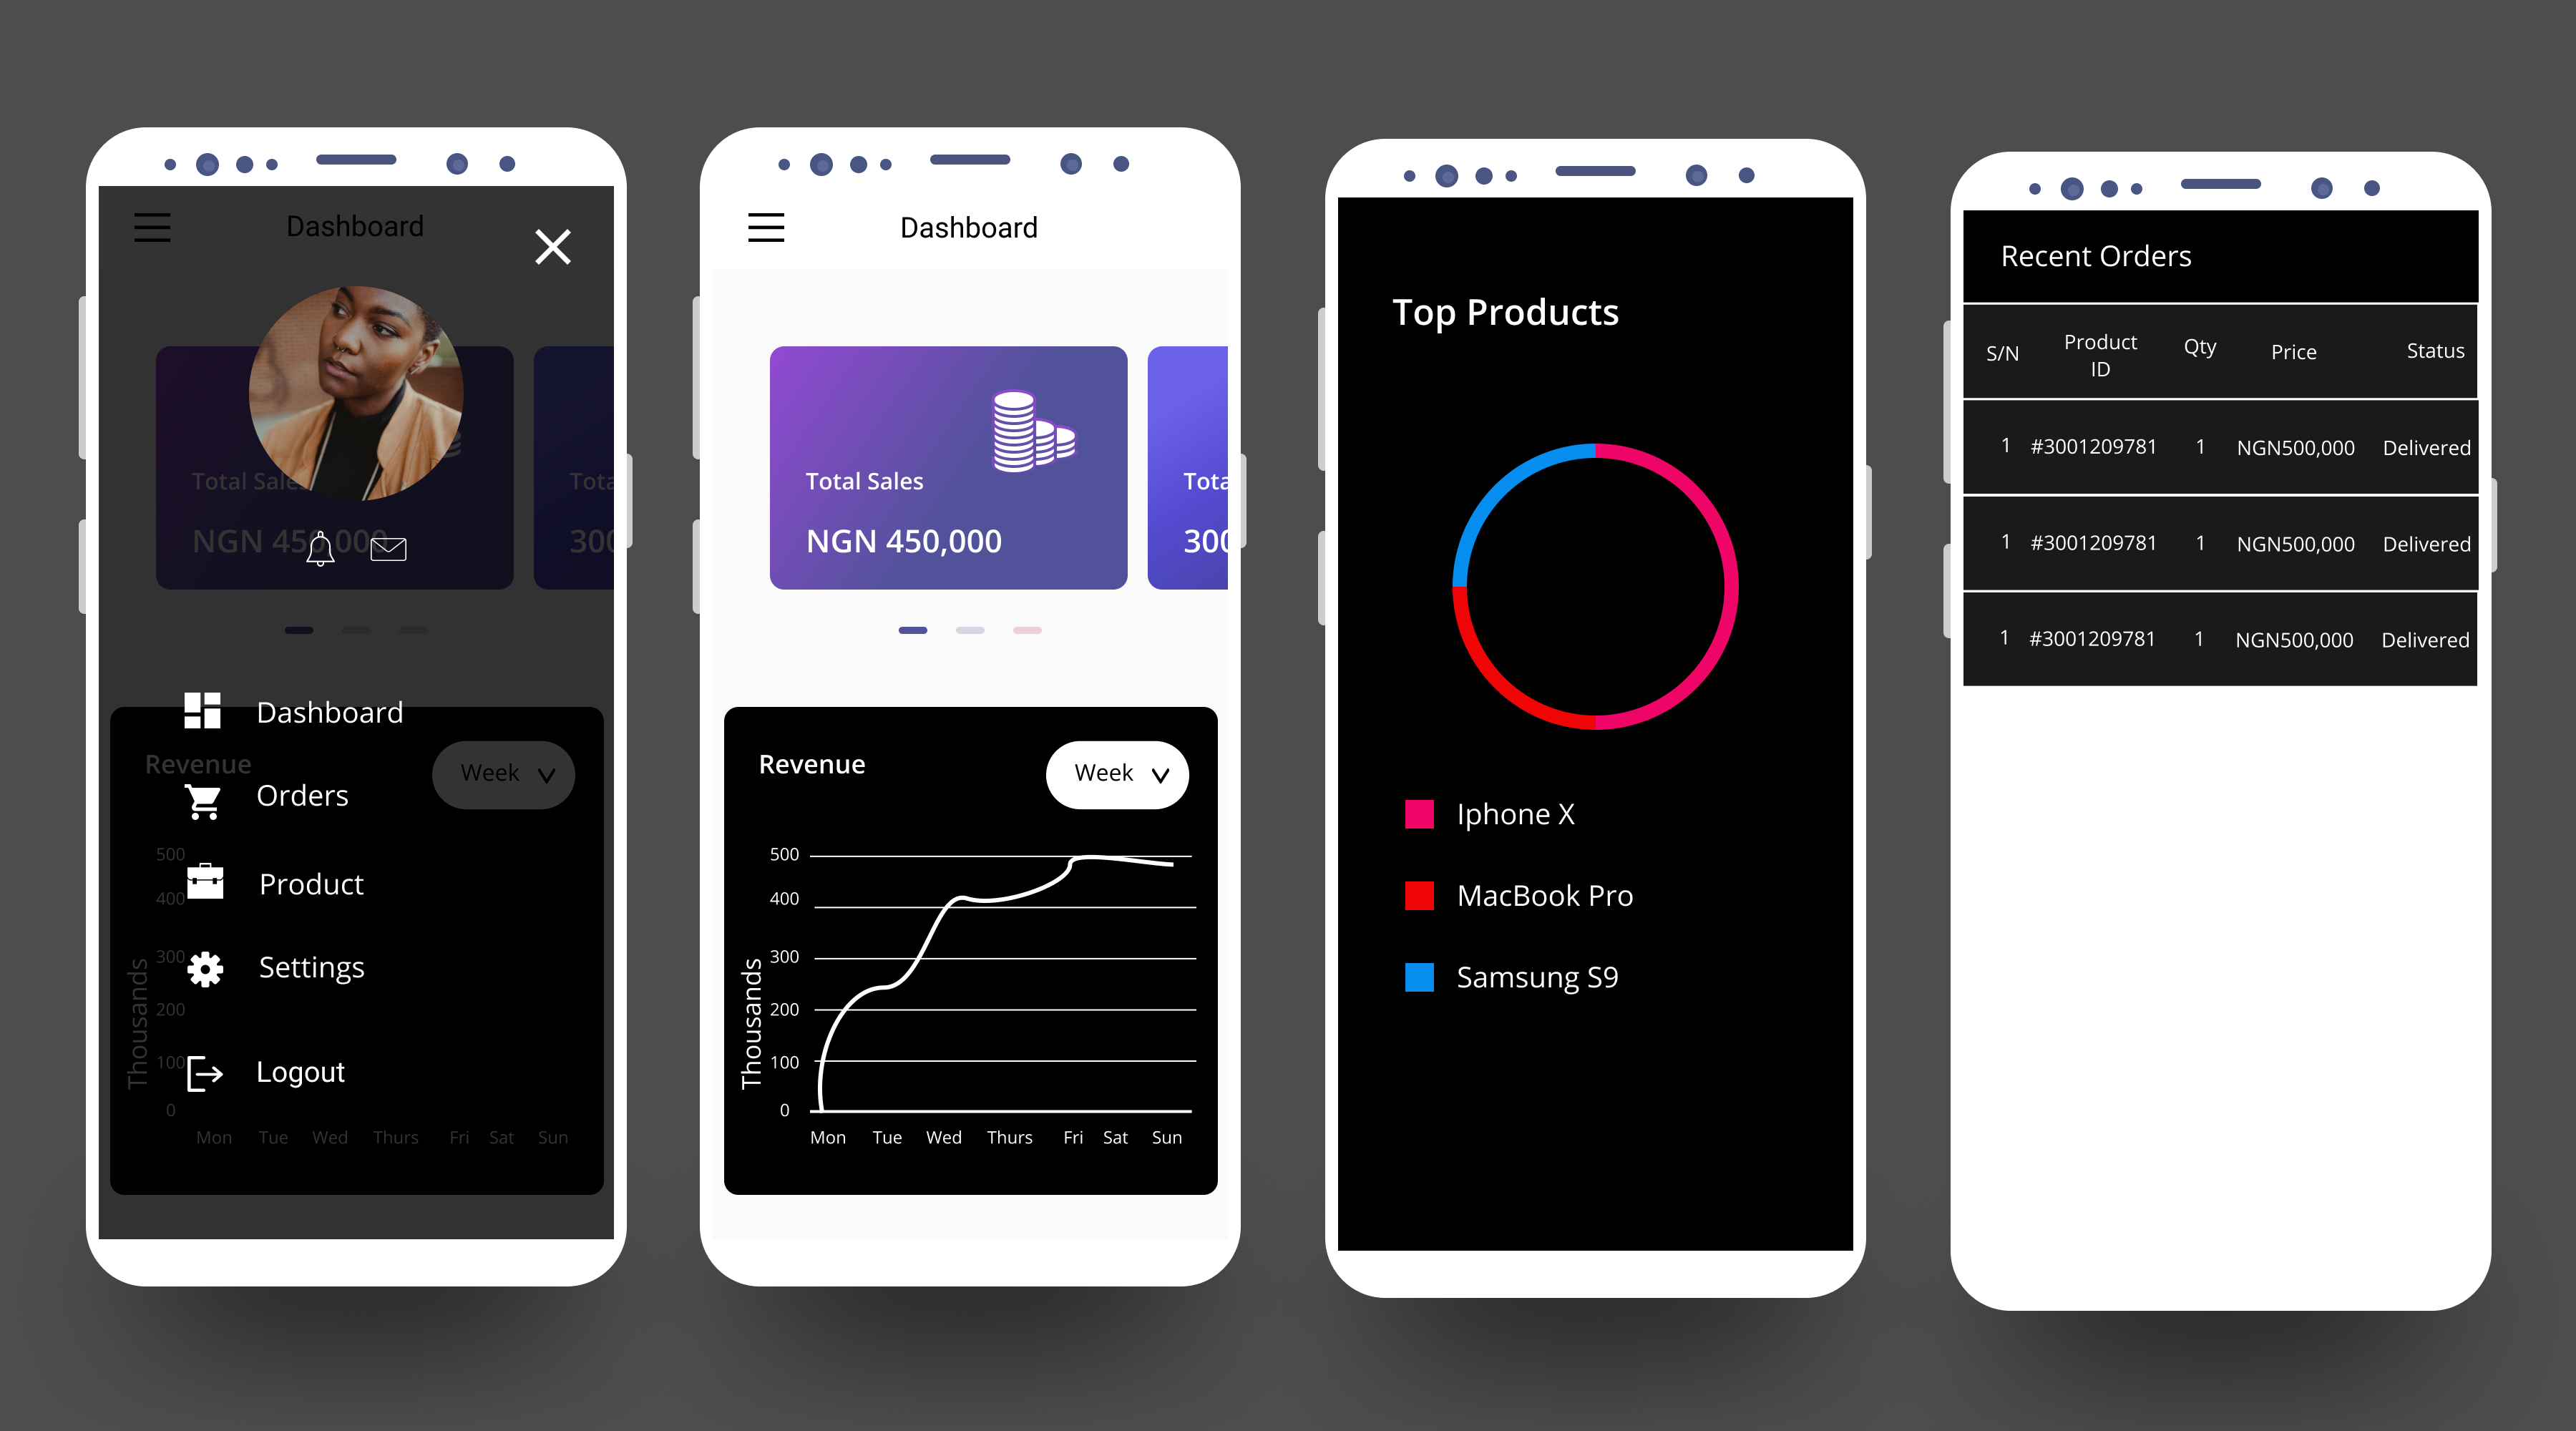 Dashboard
Total Sales
NGN 450,000
300
Dashboard
Revenue
Week
Orders
500
Product
400
Settings
300
Thousands
200
Logout
100
0
Mon Tue Wed Thurs Fri Sat Sun
Dashboard
Total Sales
NGN 450,000
Tota
300
Revenue
Week
500
400
300
Thousands
200
100
0
Mon Tue Wed Thurs Fri Sat Sun
Top Products
Iphone X
MacBook Pro
Samsung S9
Recent Orders
S/N Product ID Qty Price Status
1 #3001209781 1 NGN500,000 Delivered
1 #3001209781 1 NGN500,000 Delivered
1 #3001209781 1 NGN500,000 Delivered